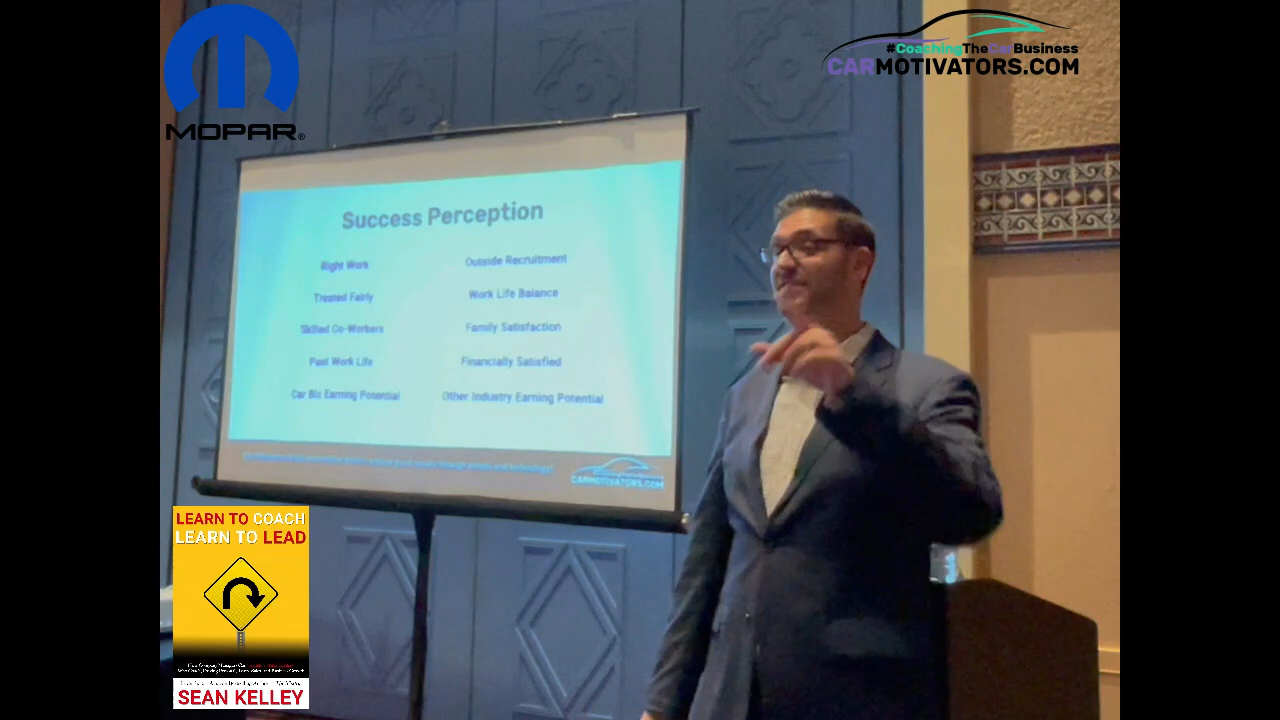 MOPAR®
#CoachingTheCarBusiness
CARMOTIVATORS.COM
Success Perception
Right Work
Outside Recruitment
Treated Fairly
Work Life Balance
Skilled Co-Workers
Family Satisfaction
Past Work Life
Financially Satisfied
Car Biz Earning Potential
Other Industry Earning Potential
CARMOTIVATORS.COM
LEARN TO COACH
LEARN TO LEAD
SEAN KELLEY